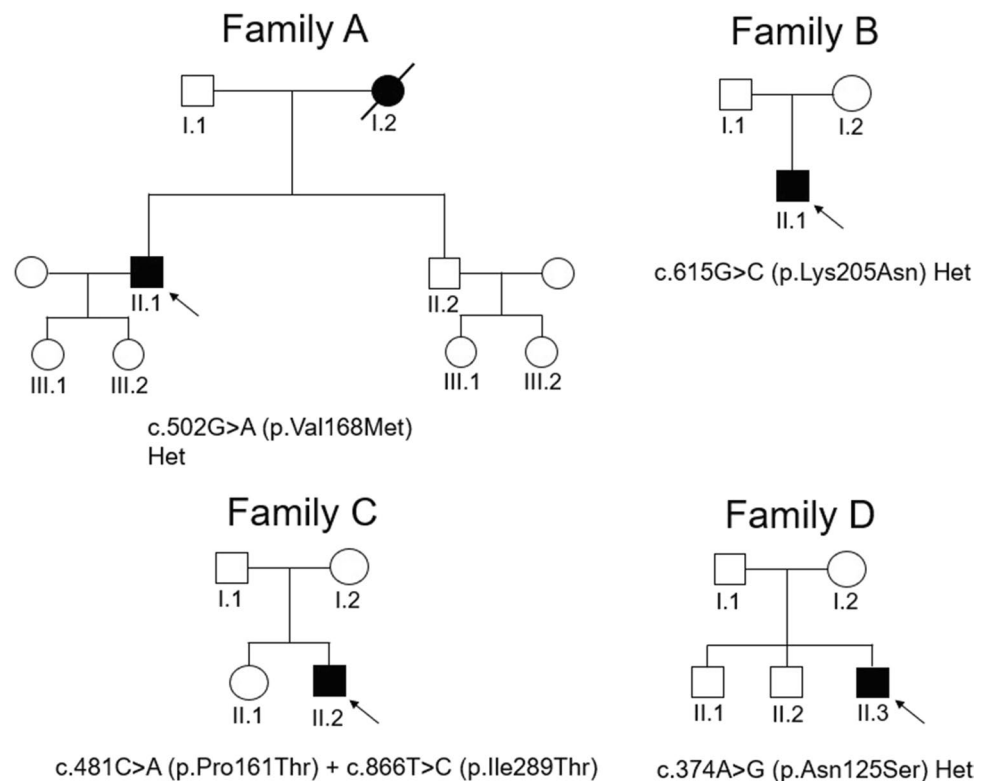 Family A
I.1
I.2
II.1
II.2
III.1
III.2
III.1
III.2
c.502G>A (p.Val168Met)
Het
Family B
I.1
I.2
II.1
c.615G>C (p.Lys205Asn) Het
Family C
I.1
I.2
II.1
II.2
c.481C>A (p.Pro161Thr) + c.866T>C (p.Ile289Thr)
Family D
I.1
I.2
II.1
II.2
II.3
c.374A>G (p.Asn125Ser) Het